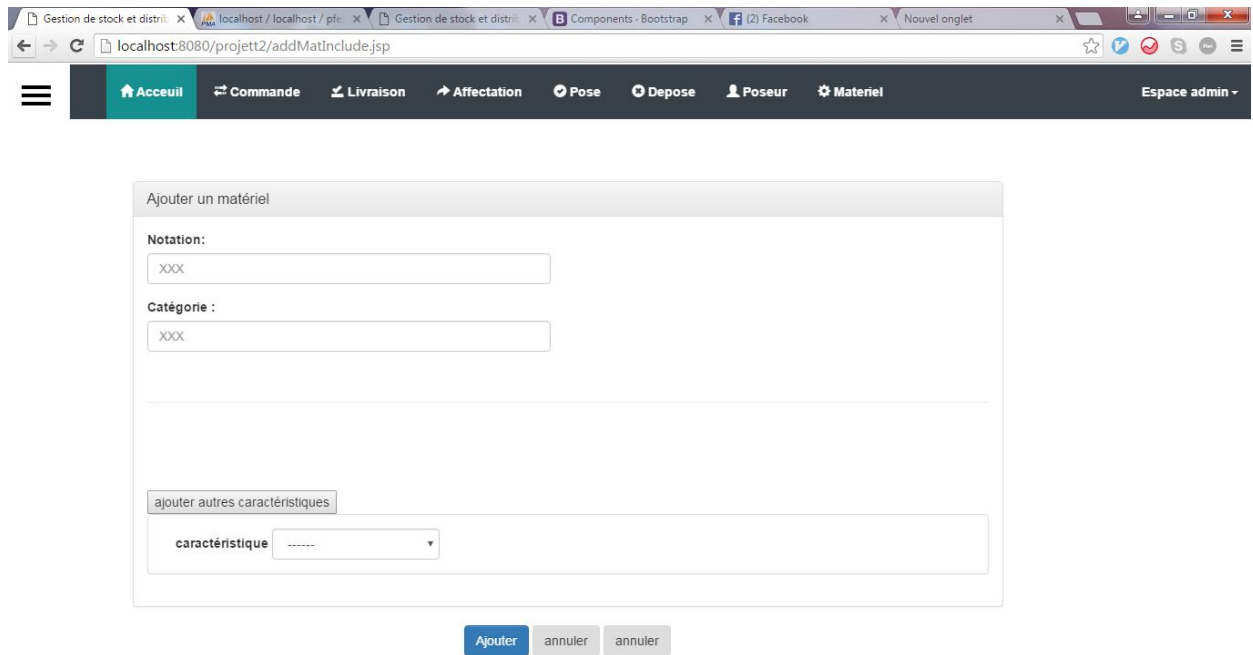 Gestion de stock et distrib
localhost / localhost / pfe
Gestion de stock et distrib
Components · Bootstrap
(2) Facebook
Nouvel onglet
localhost:8080/projett2/addMatInclude.jsp
Acceuil
Commande
Livraison
Affectation
Pose
Depose
Poseur
Materiel
Espace admin
Ajouter un matériel
Notation:
XXX
Catégorie :
XXX
ajouter autres caractéristiques
caractéristique ------
Ajouter
annuler
annuler